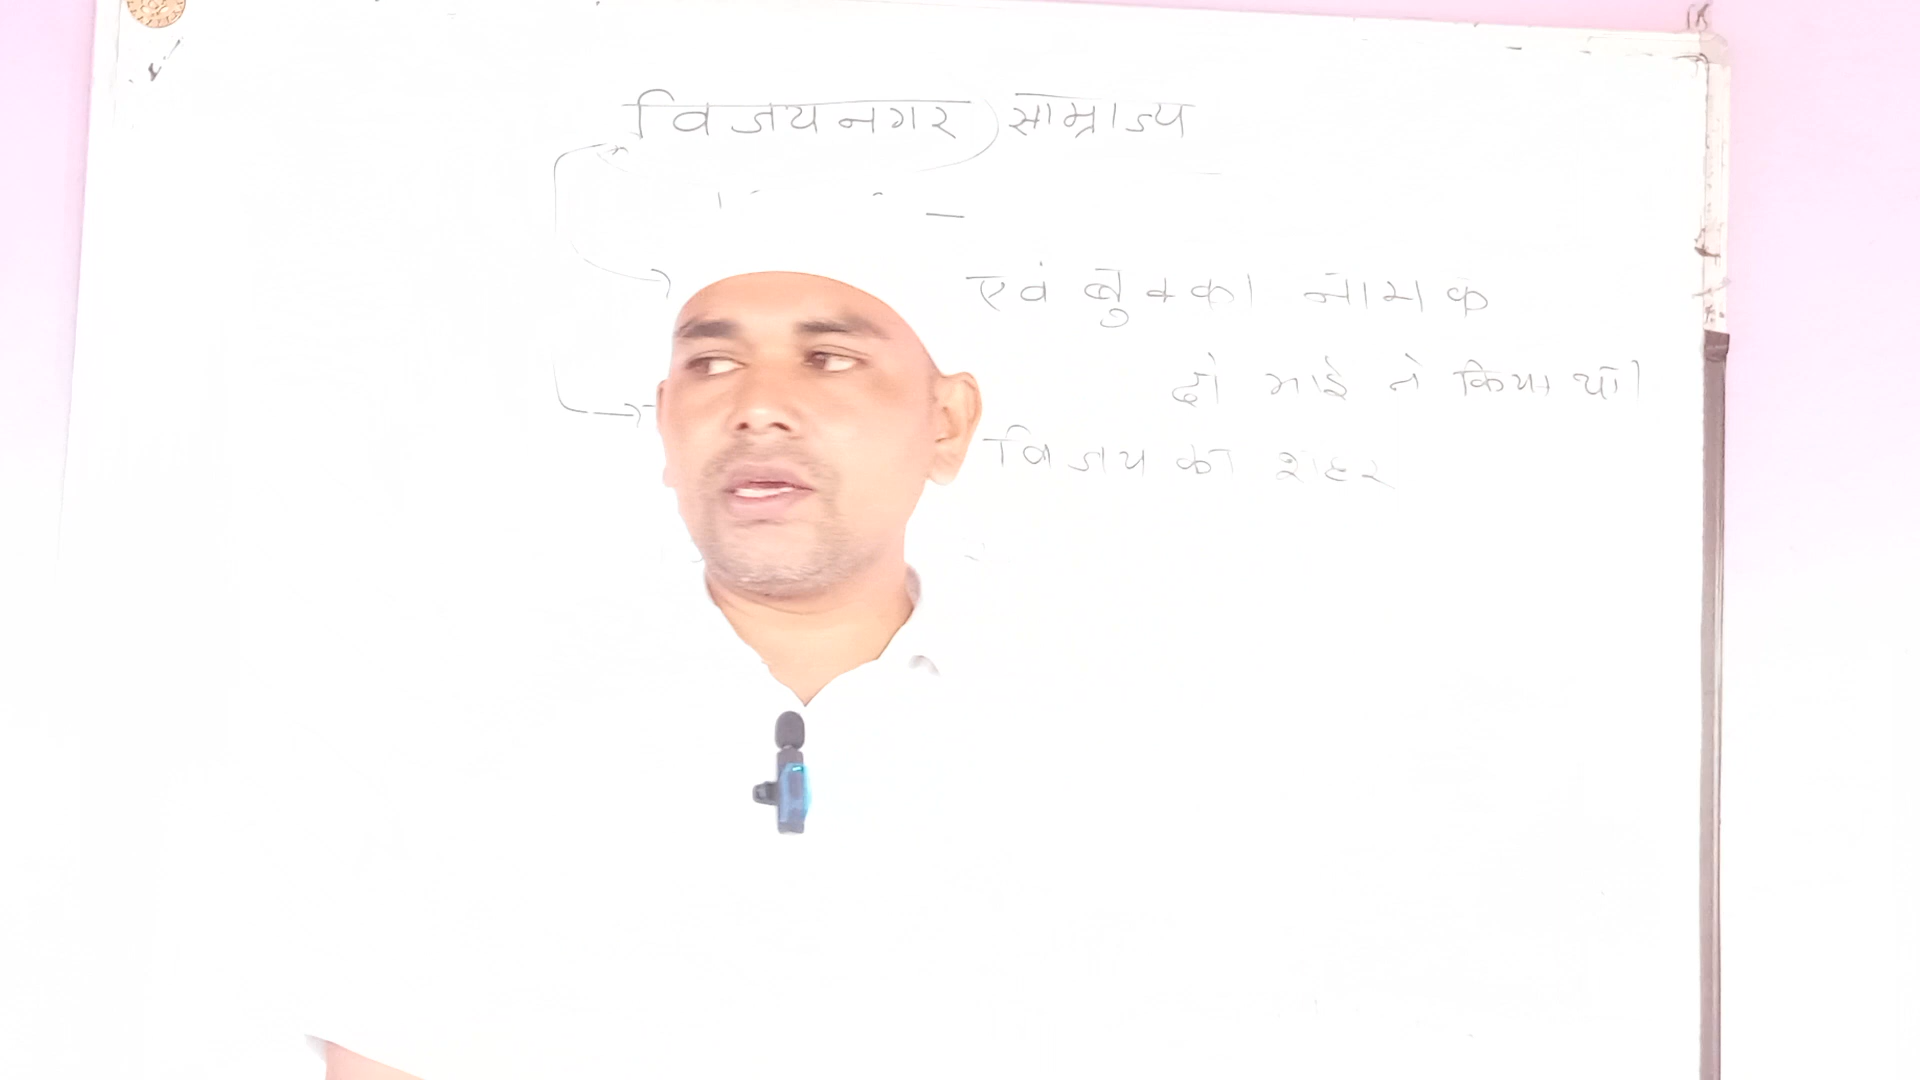 विजयनगर साम्राज्य
एवं बुक्का नामक
दो भाई ने किया था।
विजय का शहर